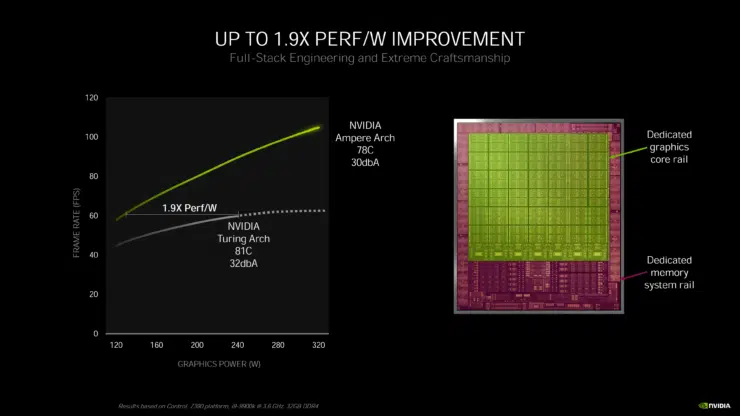 UP TO 1.9X PERF/W IMPROVEMENT
Full-Stack Engineering and Extreme Craftsmanship
120
100
80
60
40
20
0
FRAME RATE (FPS)
120
160
200
240
280
320
GRAPHICS POWER (W)
1.9X Perf/W
NVIDIA
Ampere Arch
78C
30dbA
NVIDIA
Turing Arch
81C
32dbA
Dedicated
graphics
core rail
Dedicated
memory
system rail
Results based on Control,
platform,
3.6 GHz, 32GB DDR4
NVIDIA